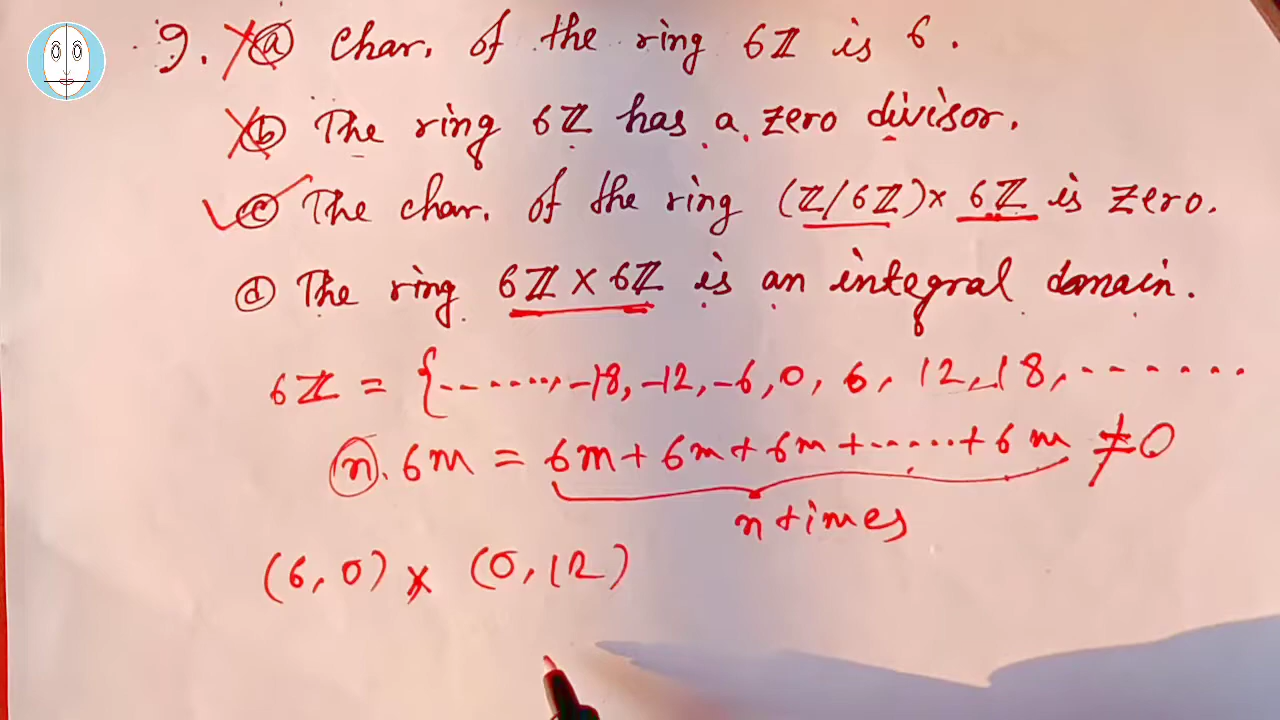 9. ⓐ Char. of the ring 6ℤ is 6.
ⓑ The ring 6ℤ has a zero divisor.
ⓒ The char. of the ring (ℤ/6ℤ)× 6ℤ is zero.
ⓓ The ring 6ℤ × 6ℤ is an integral domain.
6ℤ = {......., -18, -12, -6, 0, 6, 12, 18, .......
n. 6m = 6m + 6m + 6m + ...... + 6m ≠ 0
n times
(6, 0) × (0, 12)